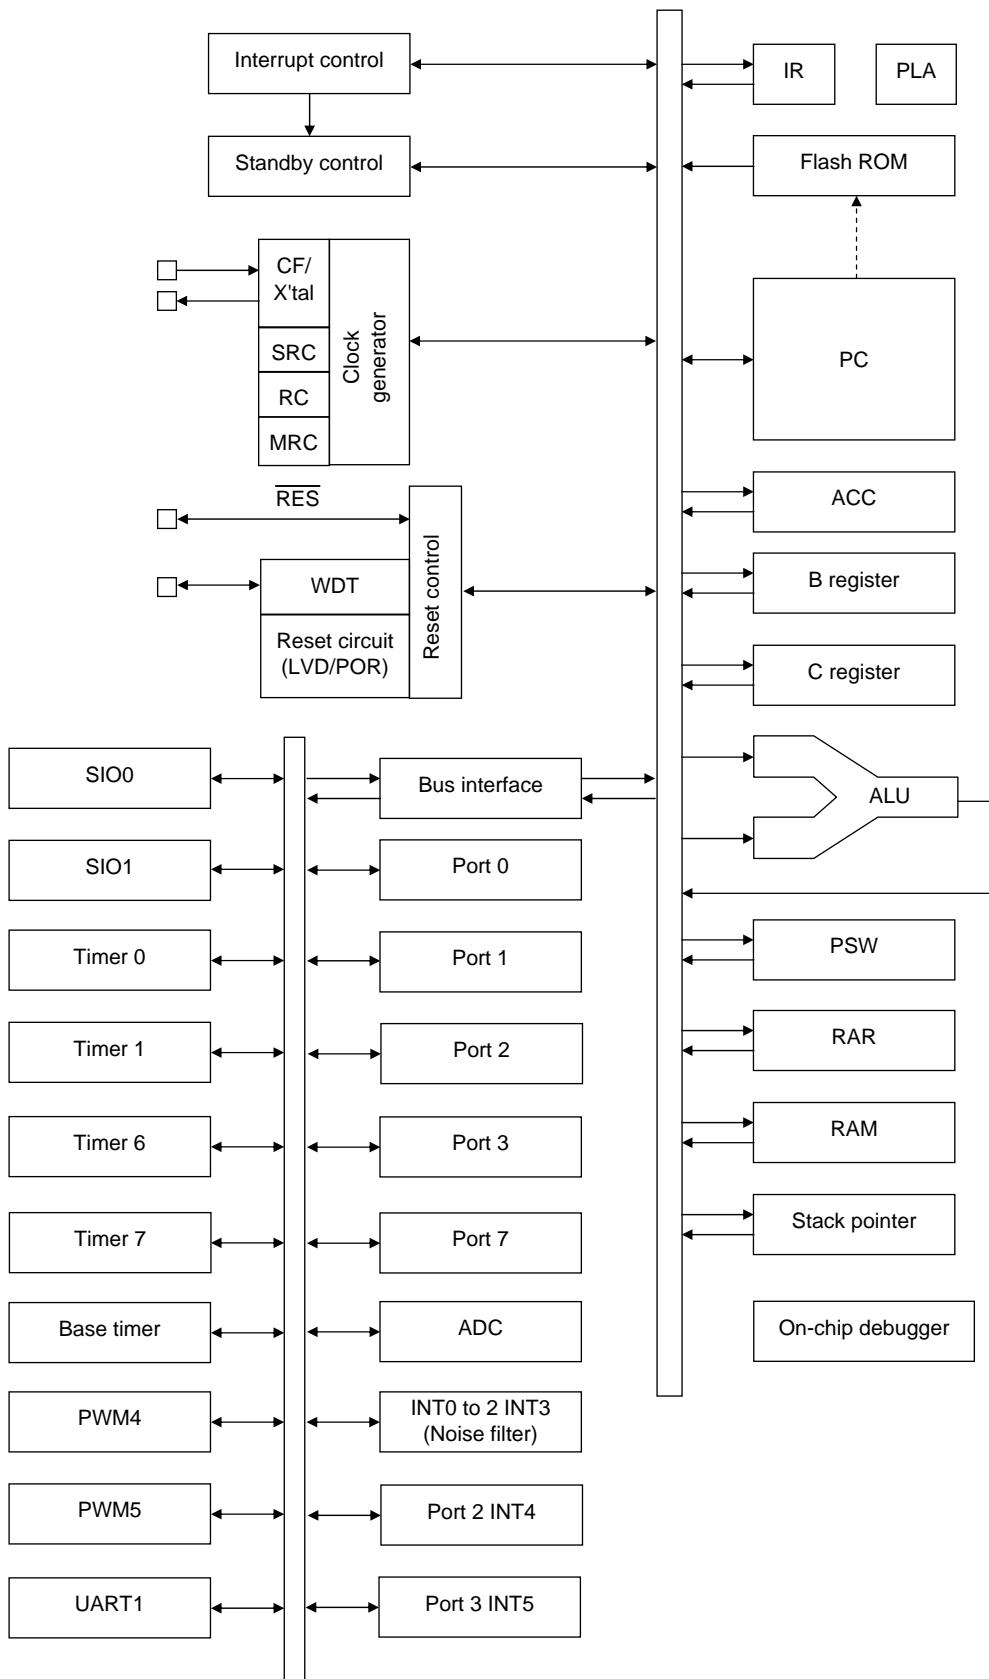 Interrupt control
IR
PLA
Standby control
Flash ROM
CF/
X'tal
SRC
RC
MRC
Clock
generator
PC
RES
WDT
Reset circuit
(LVD/POR)
Reset control
ACC
B register
C register
SIO0
Bus interface
ALU
SIO1
Port 0
Timer 0
Port 1
PSW
Timer 1
Port 2
RAR
Timer 6
Port 3
RAM
Timer 7
Port 7
Stack pointer
Base timer
ADC
On-chip debugger
PWM4
INT0 to 2 INT3
(Noise filter)
PWM5
Port 2 INT4
UART1
Port 3 INT5